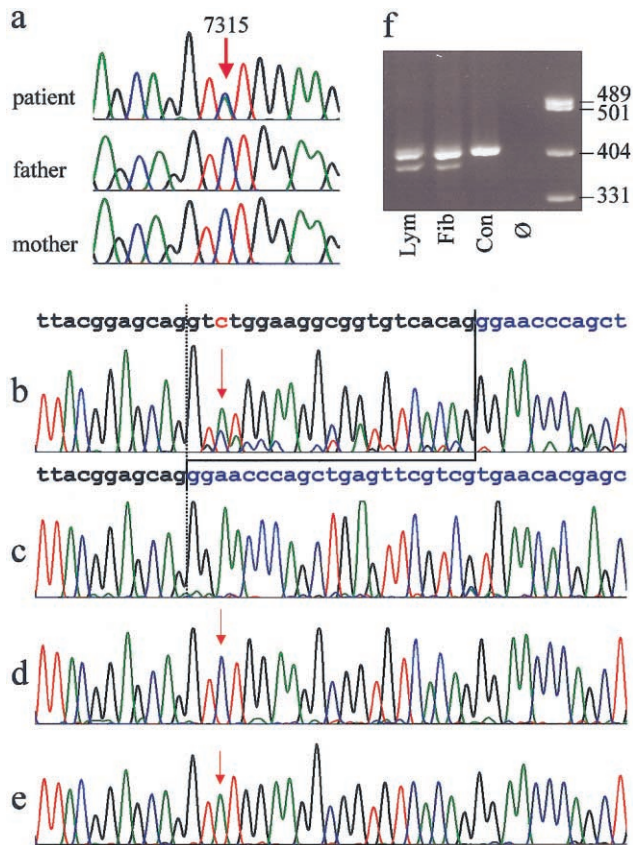 a
7315
patient
father
mother
f
489
501
404
331
Lym
Fib
Con
Ø
ttacggagcaggtctggaaggcggtgtcacagggaacccagct
b
ttacggagcagggaacccagctgagttcgtcgtgaacacgagc
c
d
e